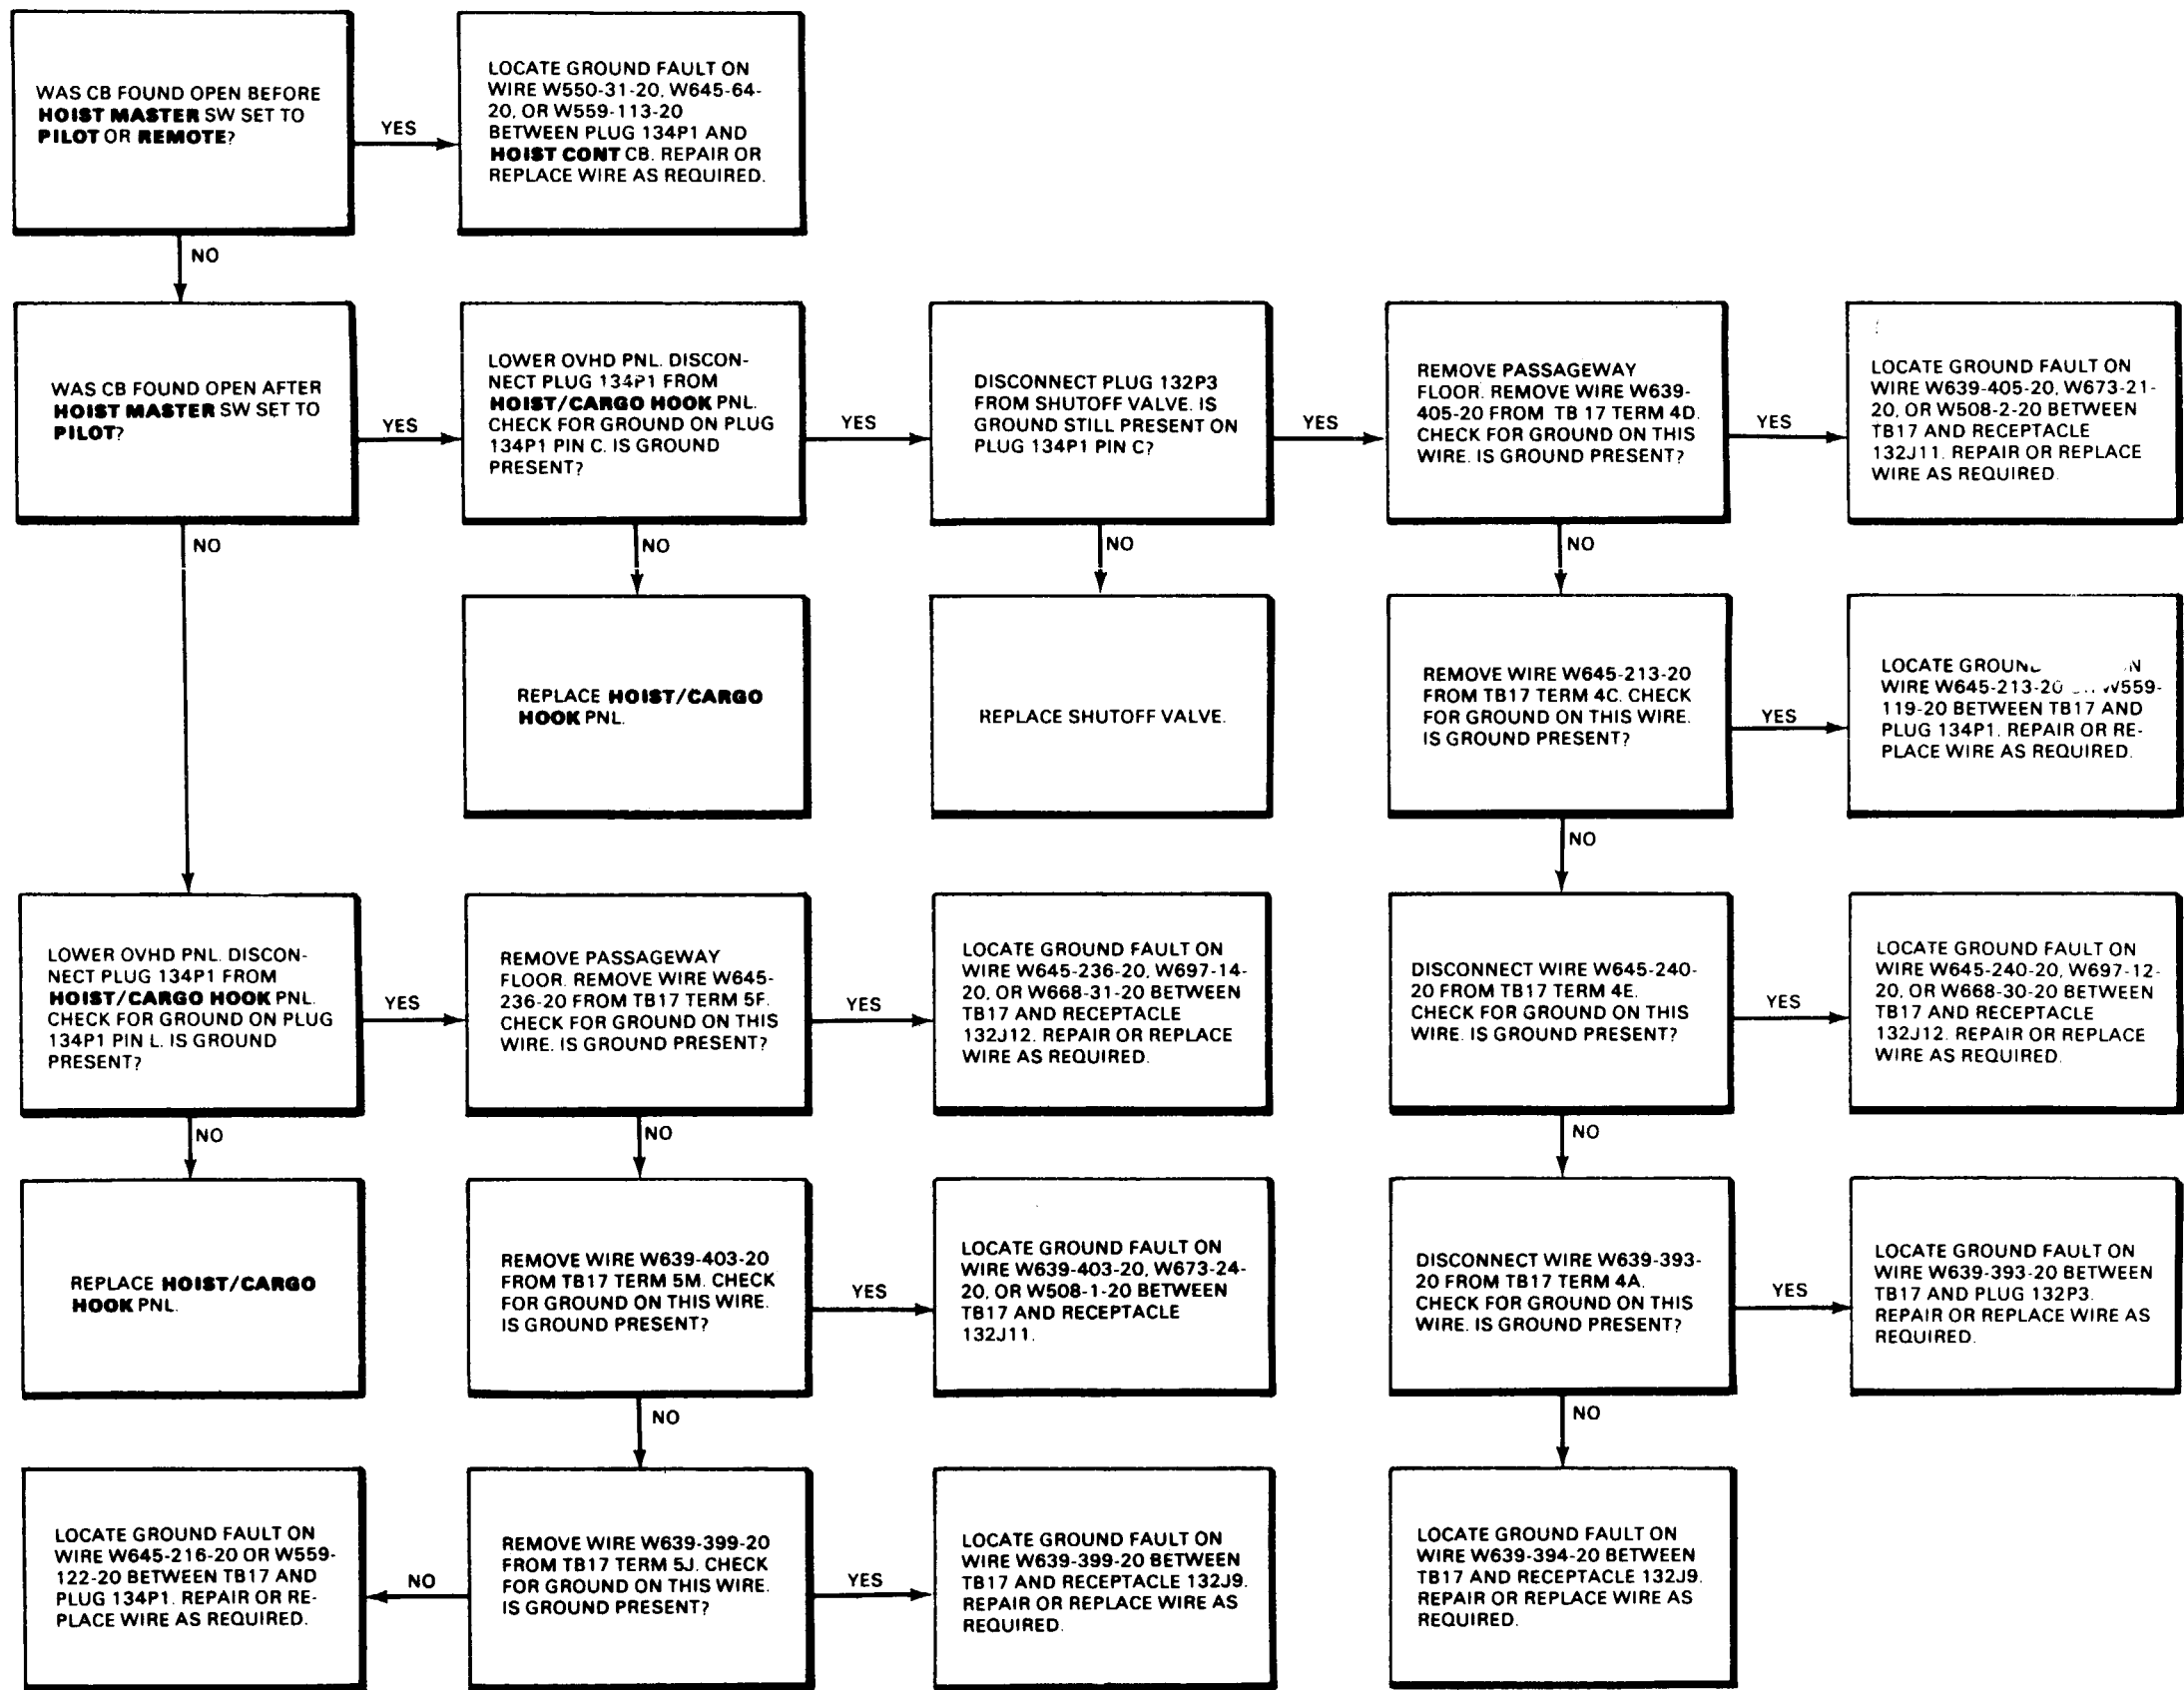 WAS CB FOUND OPEN BEFORE
HOIST MASTER SW SET TO
PILOT OR REMOTE?
YES
LOCATE GROUND FAULT ON
WIRE W550-31-20, W645-64-
20, OR W559-113-20
BETWEEN PLUG 134P1 AND
HOIST CONT CB. REPAIR OR
REPLACE WIRE AS REQUIRED.
NO
WAS CB FOUND OPEN AFTER
HOIST MASTER SW SET TO
PILOT?
YES
LOWER OVHD PNL. DISCON-
NECT PLUG 134P1 FROM
HOIST/CARGO HOOK PNL.
CHECK FOR GROUND ON PLUG
134P1 PIN C. IS GROUND
PRESENT?
YES
DISCONNECT PLUG 132P3
FROM SHUTOFF VALVE. IS
GROUND STILL PRESENT ON
PLUG 134P1 PIN C?
YES
REMOVE PASSAGEWAY
FLOOR. REMOVE WIRE W639-
405-20 FROM TB 17 TERM 4D.
CHECK FOR GROUND ON THIS
WIRE. IS GROUND PRESENT?
YES
LOCATE GROUND FAULT ON
WIRE W639-405-20, W673-21-
20, OR W508-2-20 BETWEEN
TB17 AND RECEPTACLE
132J11. REPAIR OR REPLACE
WIRE AS REQUIRED.
NO
NO
NO
NO
REPLACE HOIST/CARGO
HOOK PNL.
REPLACE SHUTOFF VALVE.
REMOVE WIRE W645-213-20
FROM TB17 TERM 4C. CHECK
FOR GROUND ON THIS WIRE.
IS GROUND PRESENT?
YES
LOCATE GROUND
WIRE W645-213-20 W559-
119-20 BETWEEN TB17 AND
PLUG 134P1. REPAIR OR RE-
PLACE WIRE AS REQUIRED.
NO
LOWER OVHD PNL. DISCON-
NECT PLUG 134P1 FROM
HOIST/CARGO HOOK PNL.
CHECK FOR GROUND ON PLUG
134P1 PIN L. IS GROUND
PRESENT?
YES
REMOVE PASSAGEWAY
FLOOR. REMOVE WIRE W645-
236-20 FROM TB17 TERM 5F.
CHECK FOR GROUND ON THIS
WIRE. IS GROUND PRESENT?
YES
LOCATE GROUND FAULT ON
WIRE W645-236-20, W697-14-
20, OR W668-31-20 BETWEEN
TB17 AND RECEPTACLE
132J12. REPAIR OR REPLACE
WIRE AS REQUIRED.
DISCONNECT WIRE W645-240-
20 FROM TB17 TERM 4E.
CHECK FOR GROUND ON THIS
WIRE. IS GROUND PRESENT?
YES
LOCATE GROUND FAULT ON
WIRE W645-240-20, W697-12-
20, OR W668-30-20 BETWEEN
TB17 AND RECEPTACLE
132J12. REPAIR OR REPLACE
WIRE AS REQUIRED.
NO
NO
NO
REPLACE HOIST/CARGO
HOOK PNL.
REMOVE WIRE W639-403-20
FROM TB17 TERM 5M. CHECK
FOR GROUND ON THIS WIRE.
IS GROUND PRESENT?
YES
LOCATE GROUND FAULT ON
WIRE W639-403-20, W673-24-
20, OR W508-1-20 BETWEEN
TB17 AND RECEPTACLE
132J11.
DISCONNECT WIRE W639-393-
20 FROM TB17 TERM 4A.
CHECK FOR GROUND ON THIS
WIRE. IS GROUND PRESENT?
YES
LOCATE GROUND FAULT ON
WIRE W639-393-20 BETWEEN
TB17 AND PLUG 132P3.
REPAIR OR REPLACE WIRE AS
REQUIRED.
NO
NO
LOCATE GROUND FAULT ON
WIRE W645-216-20 OR W559-
122-20 BETWEEN TB17 AND
PLUG 134P1. REPAIR OR RE-
PLACE WIRE AS REQUIRED.
NO
REMOVE WIRE W639-399-20
FROM TB17 TERM 5J. CHECK
FOR GROUND ON THIS WIRE.
IS GROUND PRESENT?
YES
LOCATE GROUND FAULT ON
WIRE W639-399-20 BETWEEN
TB17 AND RECEPTACLE 132J9.
REPAIR OR REPLACE WIRE AS
REQUIRED.
LOCATE GROUND FAULT ON
WIRE W639-394-20 BETWEEN
TB17 AND RECEPTACLE 132J9.
REPAIR OR REPLACE WIRE AS
REQUIRED.